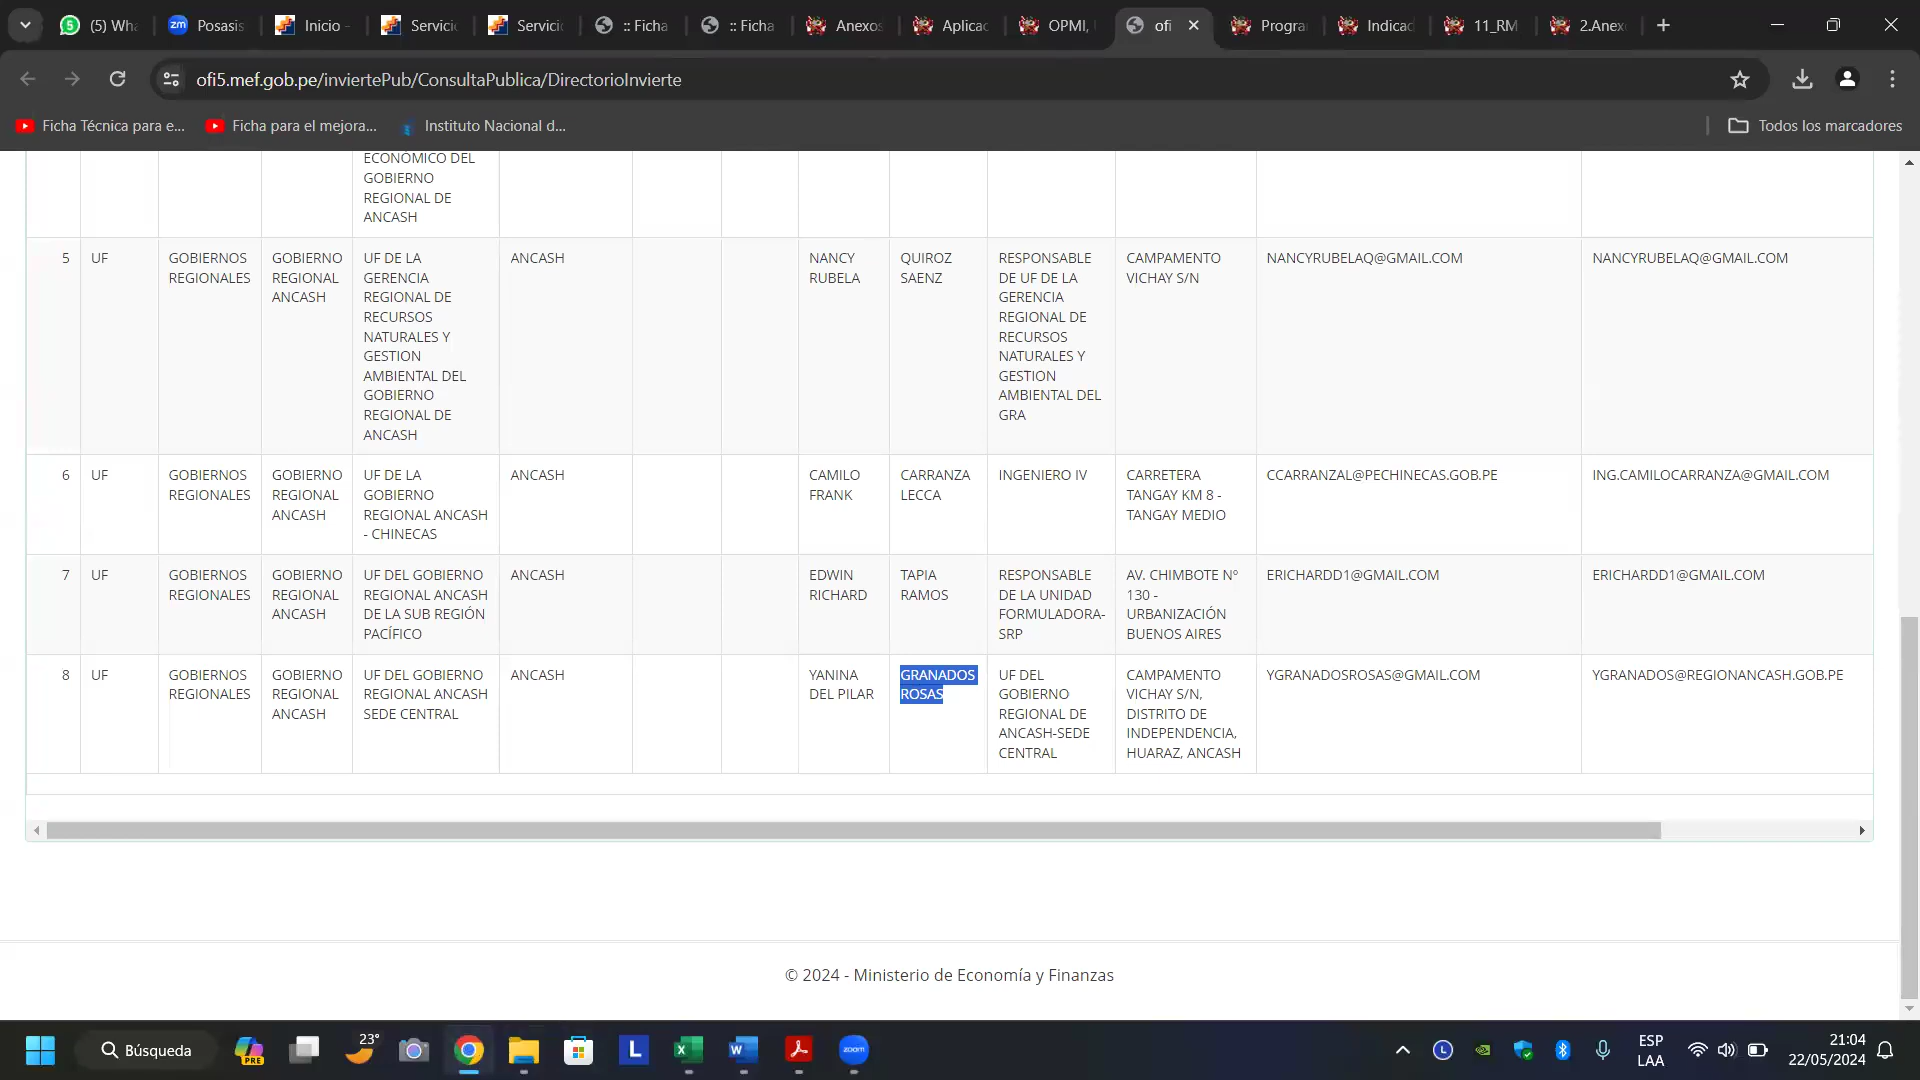 (5) Wha
Posasis
Inicio -
Servicio
Servicio
:: Ficha
:: Ficha
Anexos
Aplicac
OPMI,
ofi
Progra
Indicad
11_RM
2.Anex
ofi5.mef.gob.pe/inviertePub/ConsultaPublica/DirectorioInvierte
Ficha Técnica para e...
Ficha para el mejora...
Instituto Nacional d...
Todos los marcadores
ECONÓMICO DEL
GOBIERNO
REGIONAL DE
ANCASH
5
UF
GOBIERNOS
REGIONALES
GOBIERNO
REGIONAL
ANCASH
UF DE LA
GERENCIA
REGIONAL DE
RECURSOS
NATURALES Y
GESTION
AMBIENTAL DEL
GOBIERNO
REGIONAL DE
ANCASH
ANCASH
NANCY
RUBELA
QUIROZ
SAENZ
RESPONSABLE
DE UF DE LA
GERENCIA
REGIONAL DE
RECURSOS
NATURALES Y
GESTION
AMBIENTAL DEL
GRA
CAMPAMENTO
VICHAY S/N
NANCYRUBELAQ@GMAIL.COM
NANCYRUBELAQ@GMAIL.COM
6
UF
GOBIERNOS
REGIONALES
GOBIERNO
REGIONAL
ANCASH
UF DE LA
GOBIERNO
REGIONAL ANCASH
- CHINECAS
ANCASH
CAMILO
FRANK
CARRANZA
LECCA
INGENIERO IV
CARRETERA
TANGAY KM 8 -
TANGAY MEDIO
CCARRANZAL@PECHINECAS.GOB.PE
ING.CAMILOCARRANZA@GMAIL.COM
7
UF
GOBIERNOS
REGIONALES
GOBIERNO
REGIONAL
ANCASH
UF DEL GOBIERNO
REGIONAL ANCASH
DE LA SUB REGIÓN
PACÍFICO
ANCASH
EDWIN
RICHARD
TAPIA
RAMOS
RESPONSABLE
DE LA UNIDAD
FORMULADORA-
SRP
AV. CHIMBOTE Nº
130 -
URBANIZACIÓN
BUENOS AIRES
ERICHARDD1@GMAIL.COM
ERICHARDD1@GMAIL.COM
8
UF
GOBIERNOS
REGIONALES
GOBIERNO
REGIONAL
ANCASH
UF DEL GOBIERNO
REGIONAL ANCASH
SEDE CENTRAL
ANCASH
YANINA
DEL PILAR
GRANADOS
ROSAS
UF DEL
GOBIERNO
REGIONAL DE
ANCASH-SEDE
CENTRAL
CAMPAMENTO
VICHAY S/N,
DISTRITO DE
INDEPENDENCIA,
HUARAZ, ANCASH
YGRANADOSROSAS@GMAIL.COM
YGRANADOS@REGIONANCASH.GOB.PE
© 2024 - Ministerio de Economía y Finanzas
Búsqueda
PRE
23°
L
zoom
ESP
LAA
21:04
22/05/2024